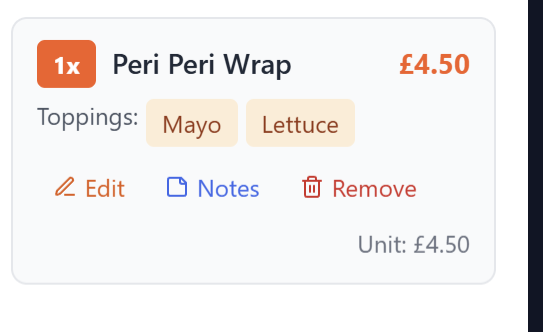 1x Peri Peri Wrap £4.50
Toppings: Mayo Lettuce
Edit Notes Remove
Unit: £4.50